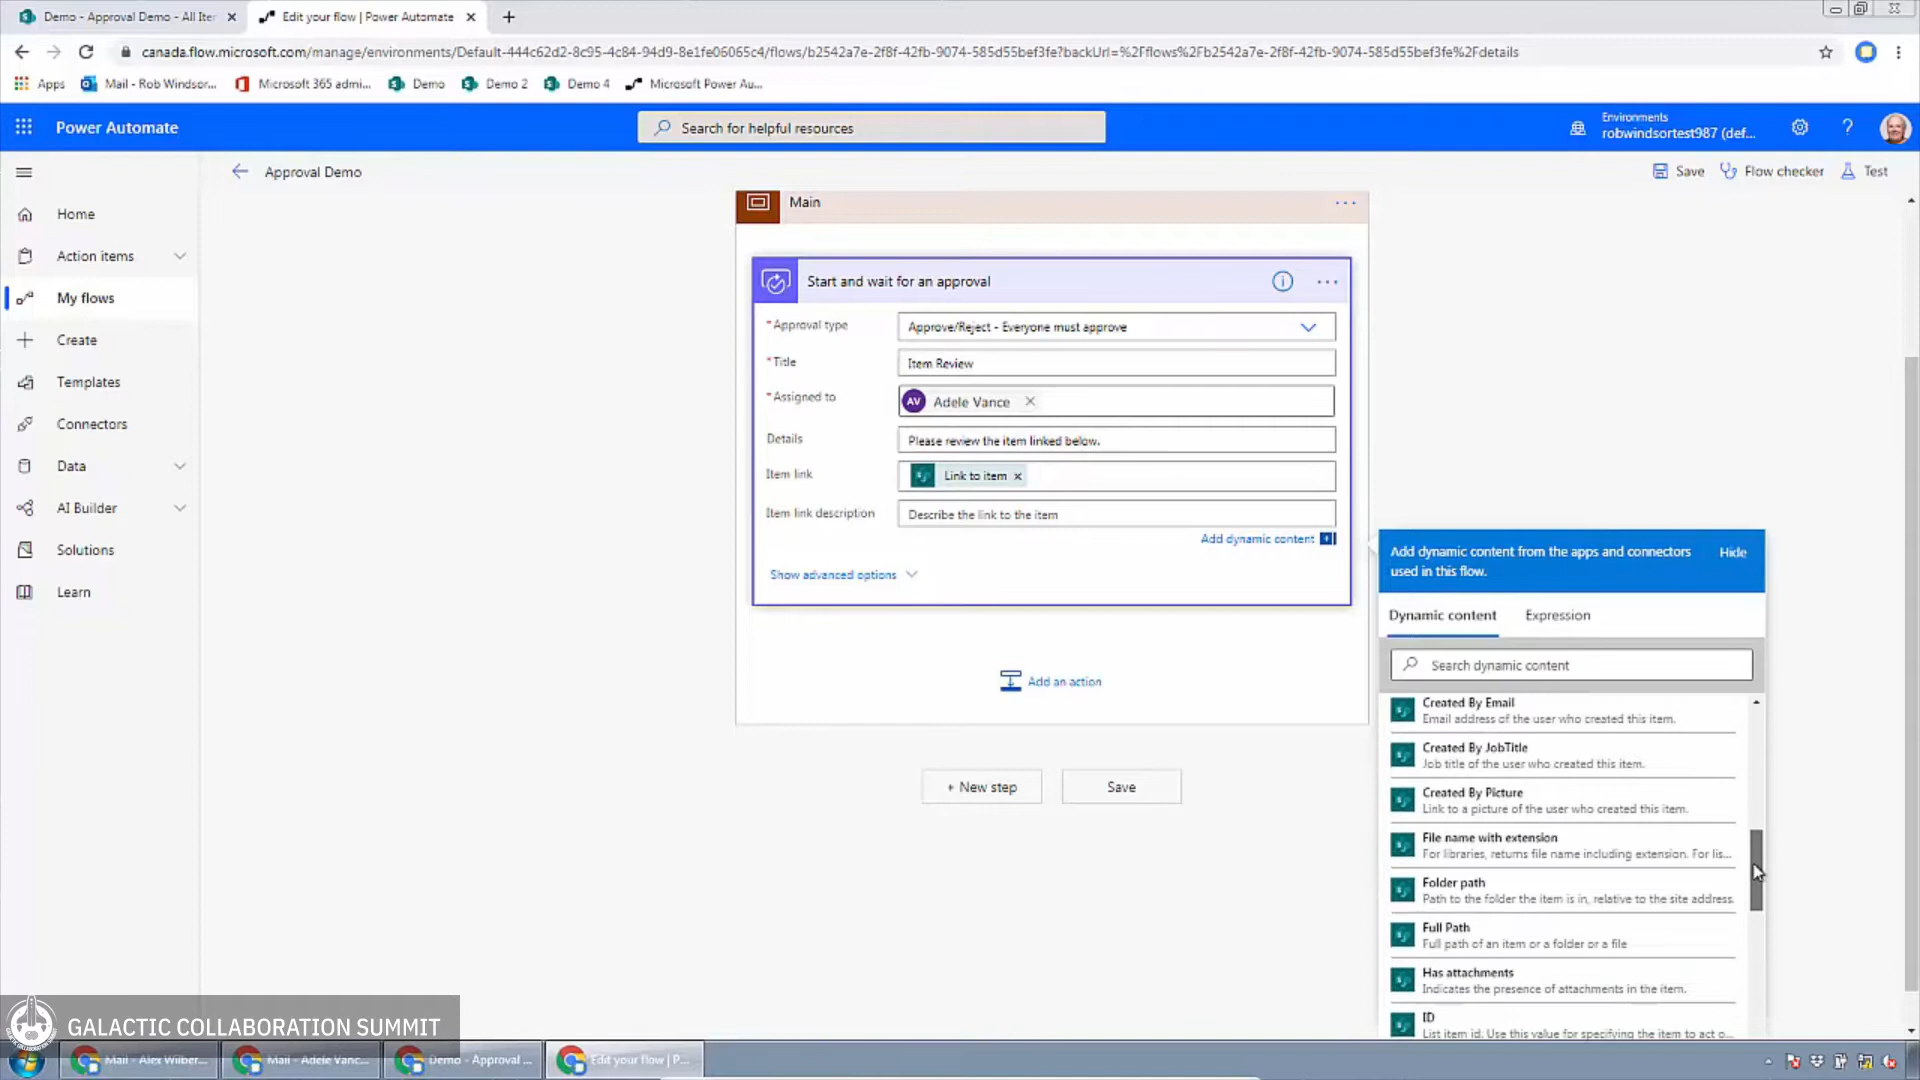 Demo - Approval Demo - All Iter
Edit your flow | Power Automate
canada.flow.microsoft.com/manage/environments/Default-444c62d2-8c95-4c84-94d9-8e1fe06065c4/flows/b2542a7e-2f8f-42fb-9074-585d55bef3fe?backUrl=%2Fflows%2Fb2542a7e-2f8f-42fb-9074-585d55bef3fe%2Fdetails
Apps
Mail - Rob Windsor...
Microsoft 365 admi...
Demo
Demo 2
Demo 4
Microsoft Power Au...
Power Automate
Search for helpful resources
Environments
robwindsortest987 (def...
Approval Demo
Save
Flow checker
Test
Home
Action items
My flows
Create
Templates
Connectors
Data
AI Builder
Solutions
Learn
Main
Start and wait for an approval
* Approval type
Approve/Reject - Everyone must approve
* Title
Item Review
* Assigned to
AV Adele Vance
Details
Please review the item linked below.
Item link
Link to item
Item link description
Describe the link to the item
Add dynamic content
Show advanced options
Add an action
+ New step
Save
Add dynamic content from the apps and connectors
used in this flow.
Hide
Dynamic content
Expression
Search dynamic content
Created By Email
Email address of the user who created this item.
Created By JobTitle
Job title of the user who created this item.
Created By Picture
Link to a picture of the user who created this item.
File name with extension
For libraries, returns file name including extension. For lis...
Folder path
Path to the folder the item is in, relative to the site address.
Full Path
Full path of an item or a folder or a file
Has attachments
Indicates the presence of attachments in the item.
ID
List item id. Use this value for specifying the item to act o...
GALACTIC COLLABORATION SUMMIT
Mail - Alex Wilber...
Mail - Adele Vanc...
Demo - Approval ...
Edit your flow | P...